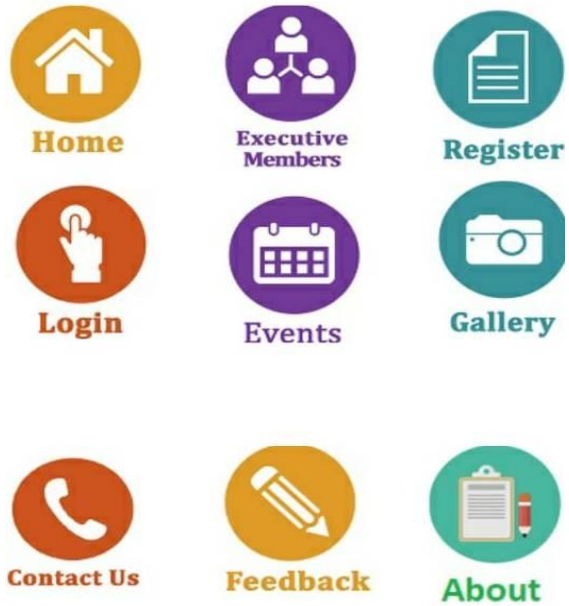 Home
Executive
Members
Register
Login
Events
Gallery
Contact Us
Feedback
About